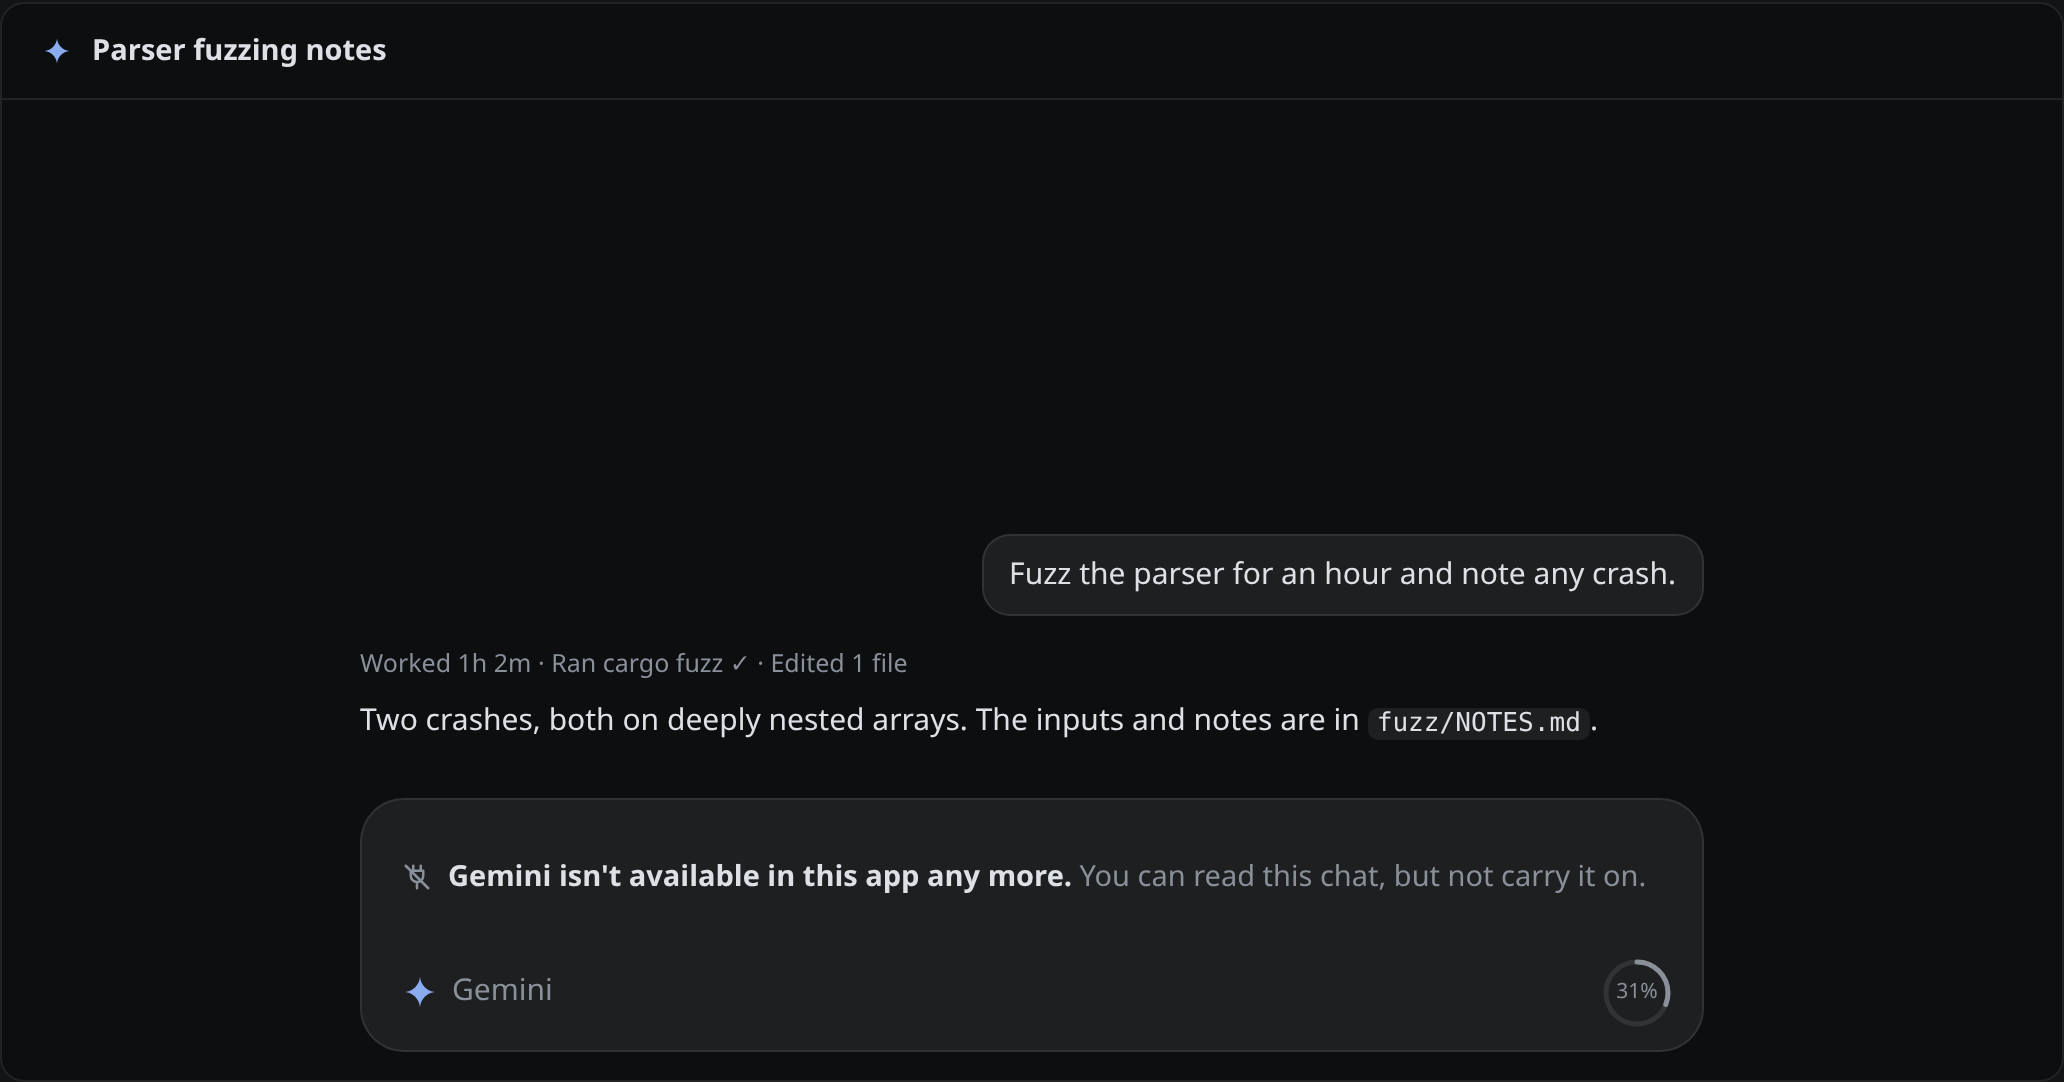 Parser fuzzing notes
Fuzz the parser for an hour and note any crash.
Worked 1h 2m · Ran cargo fuzz ✓ · Edited 1 file
Two crashes, both on deeply nested arrays. The inputs and notes are in fuzz/NOTES.md.
Gemini isn't available in this app any more. You can read this chat, but not carry it on.
Gemini
31%